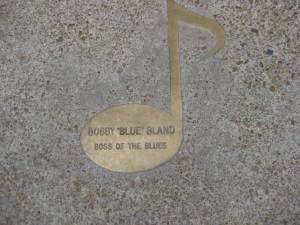 BOBBY "BLUE" BLAND
BOSS OF THE BLUES